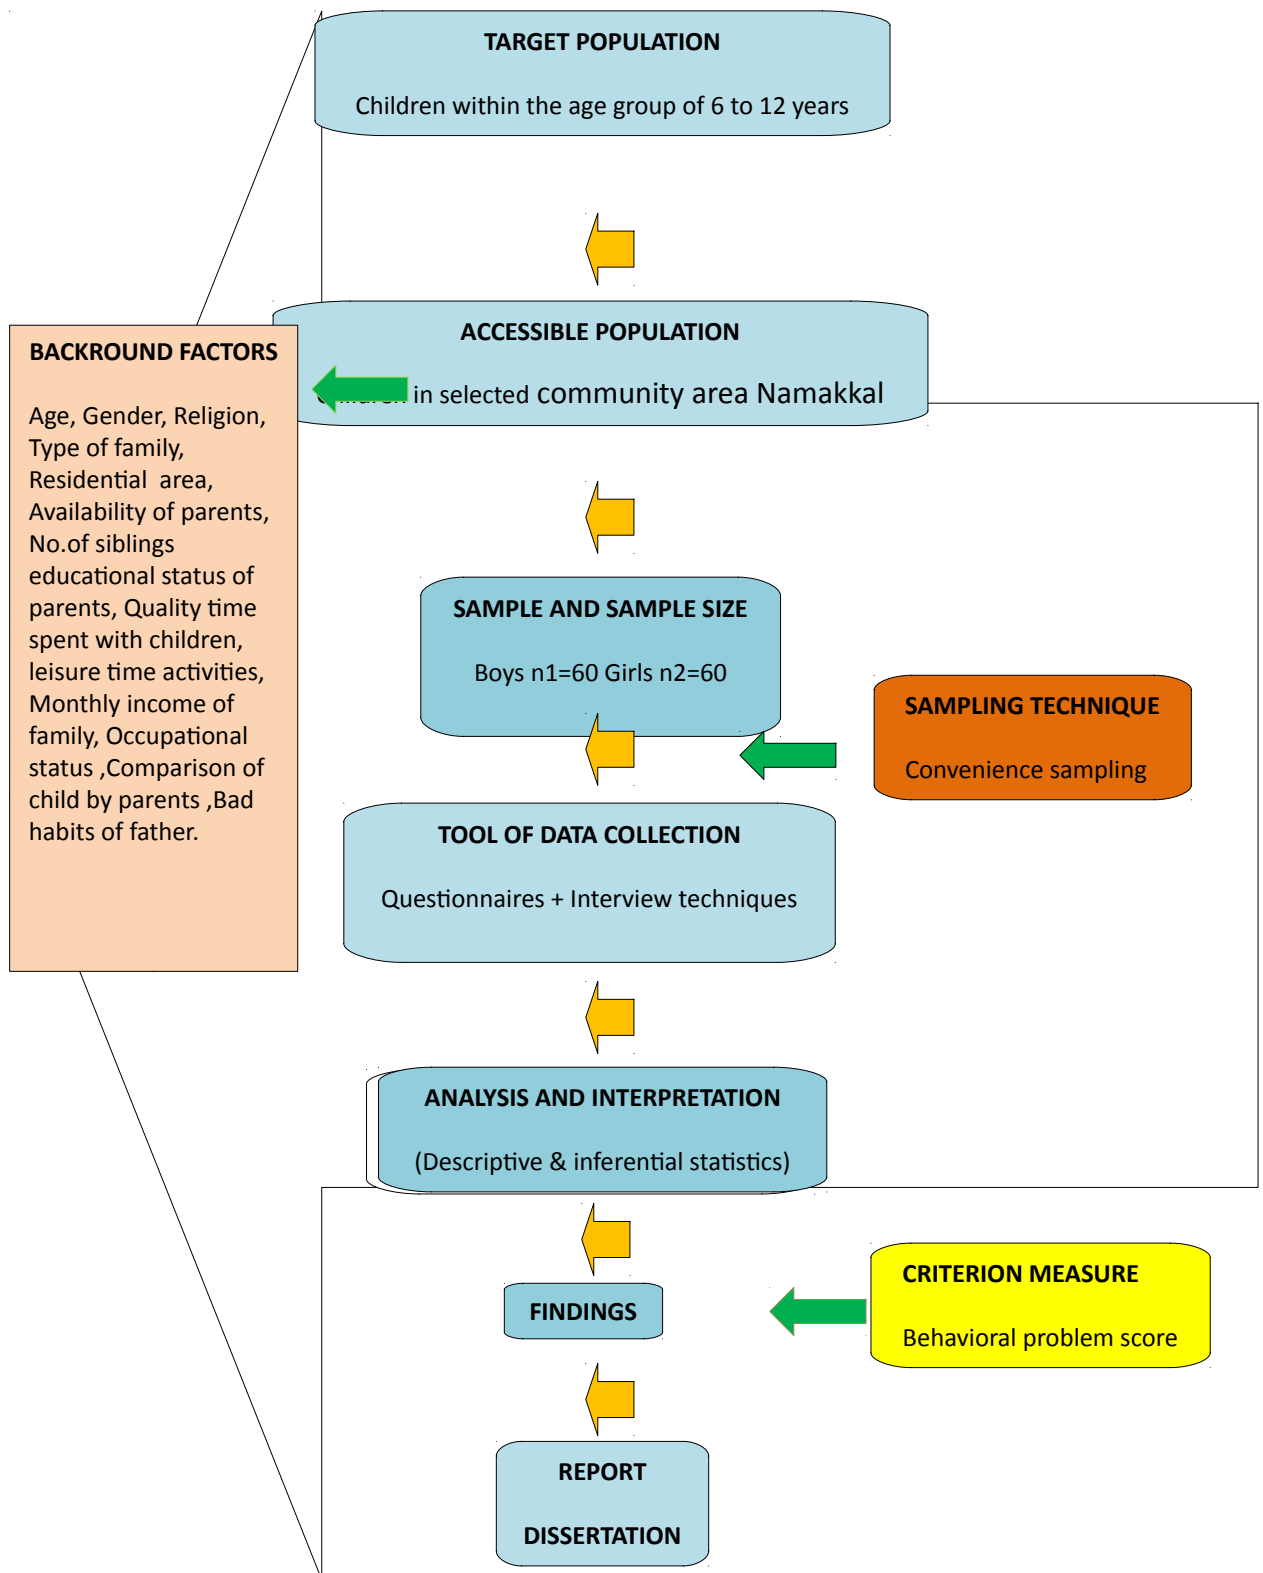 TARGET POPULATION
Children within the age group of 6 to 12 years
ACCESSIBLE POPULATION
in selected community area Namakkal
BACKROUND FACTORS
Age, Gender, Religion,
Type of family,
Residential area,
Availability of parents,
No.of siblings
educational status of
parents, Quality time
spent with children,
leisure time activities,
Monthly income of
family, Occupational
status ,Comparison of
child by parents ,Bad
habits of father.
SAMPLE AND SAMPLE SIZE
Boys n1=60 Girls n2=60
SAMPLING TECHNIQUE
Convenience sampling
TOOL OF DATA COLLECTION
Questionnaires + Interview techniques
ANALYSIS AND INTERPRETATION
(Descriptive & inferential statistics)
FINDINGS
CRITERION MEASURE
Behavioral problem score
REPORT
DISSERTATION